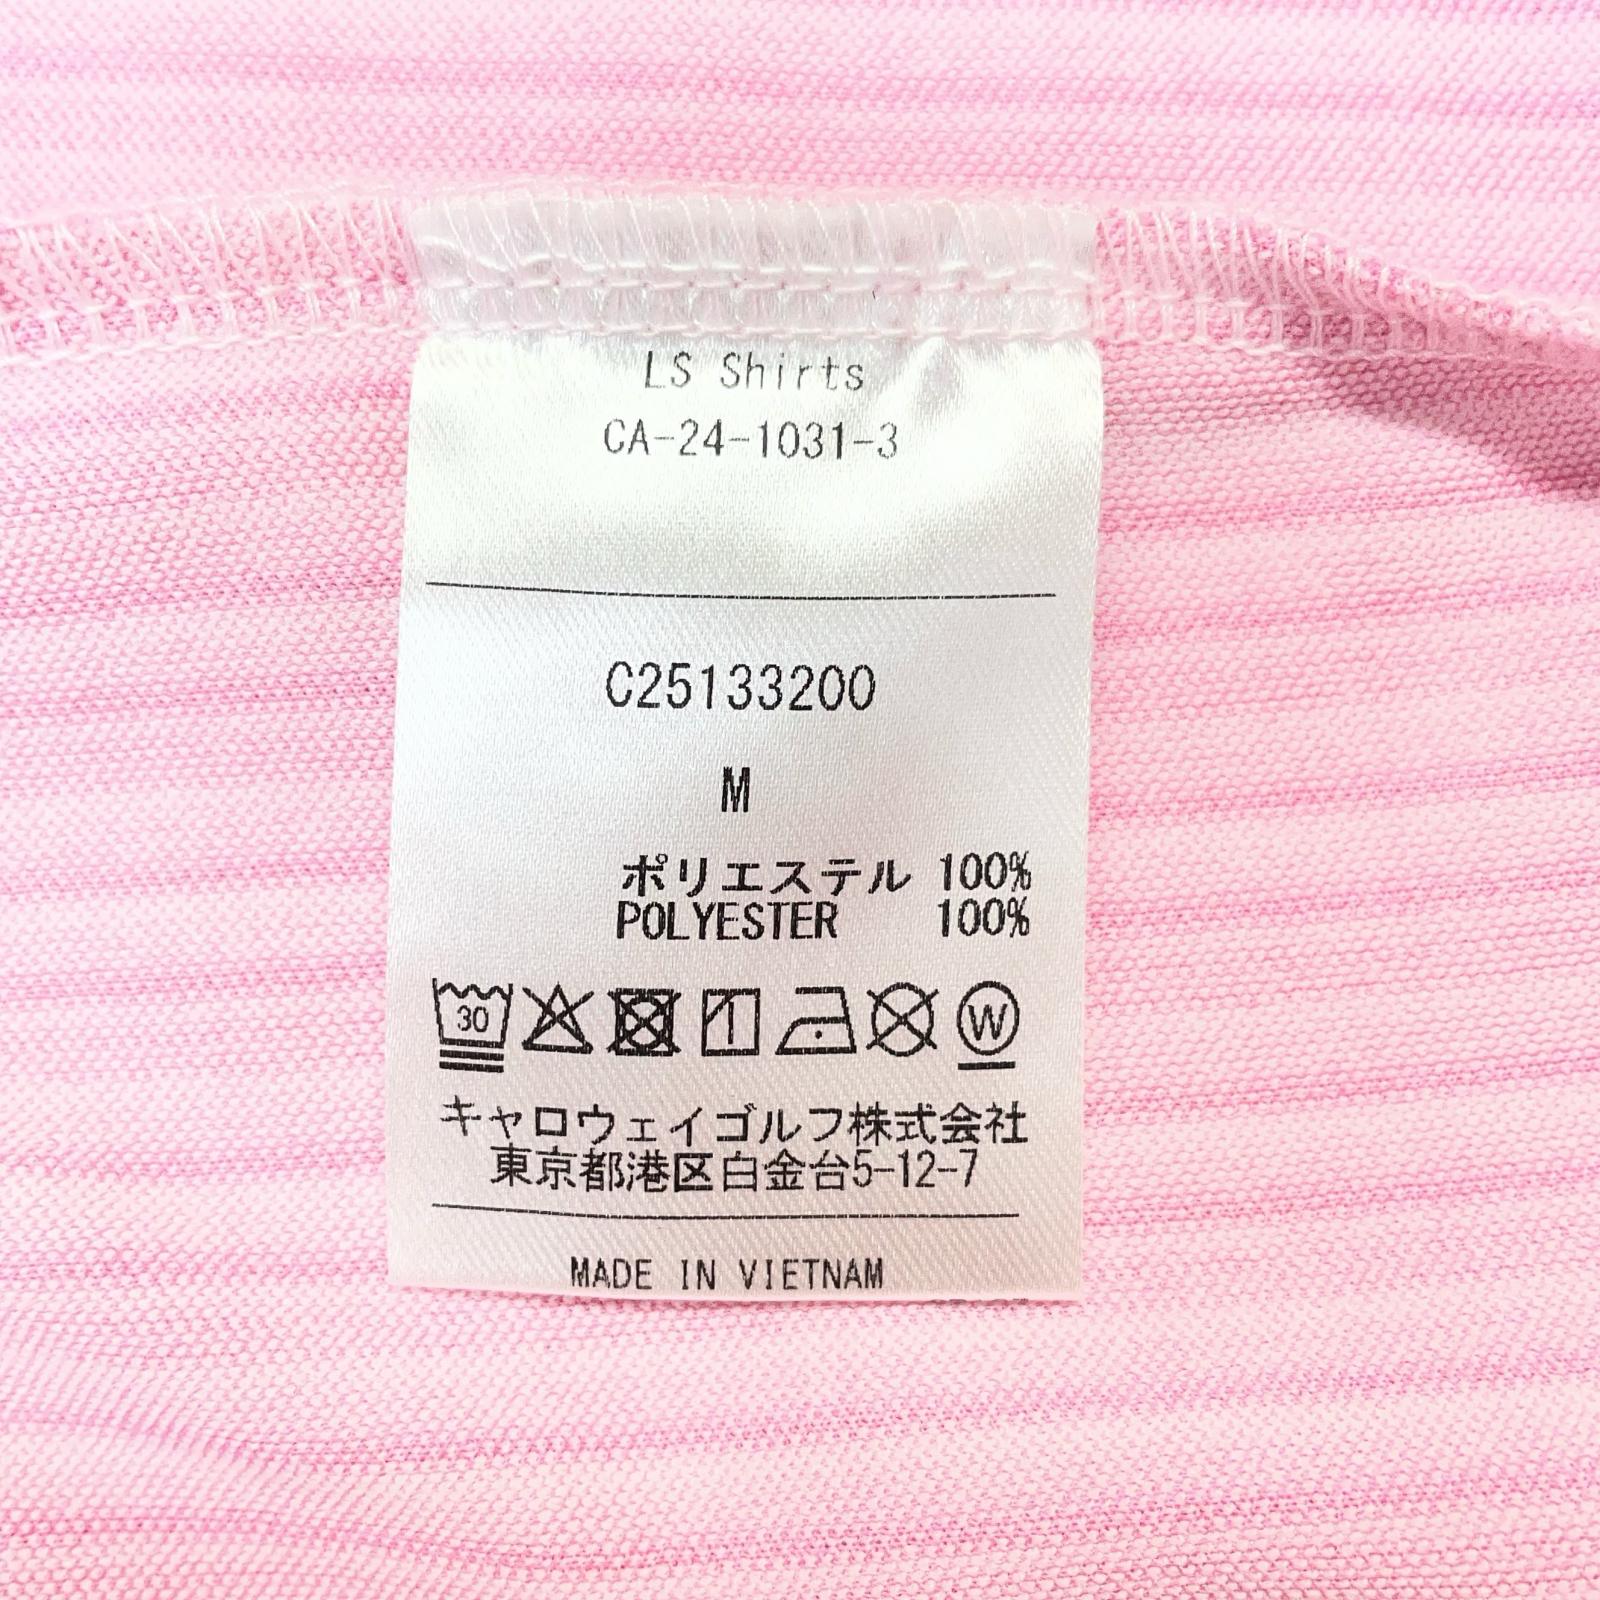 LS Shirts
CA-24-1031-3
C25133200
M
ポリエステル 100%
POLYESTER 100%
30 W
キャロウェイゴルフ株式会社
東京都港区白金台5-12-7
MADE IN VIETNAM